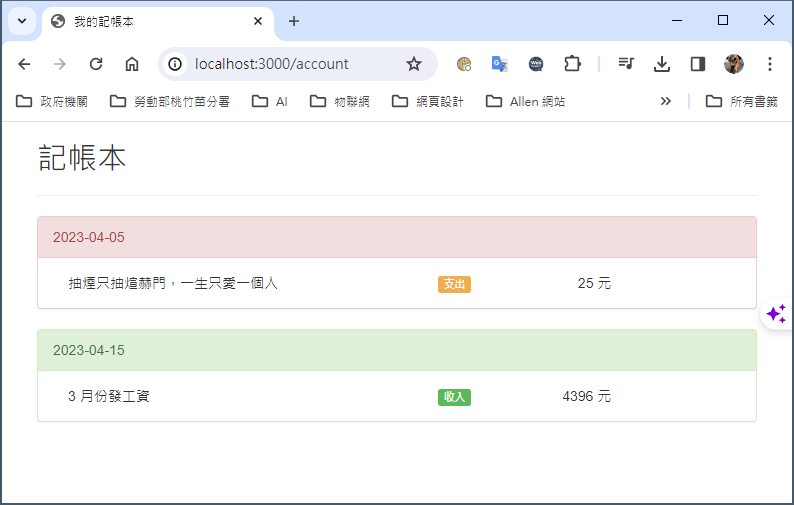 我的記帳本
localhost:3000/account
政府機關 勞動部桃竹苗分署 AI 物聯網 網頁設計 Allen 網站 所有書籤
記帳本
2023-04-05
抽煙只抽煊赫門，一生只愛一個人 支出 25 元
2023-04-15
3 月份發工資 收入 4396 元